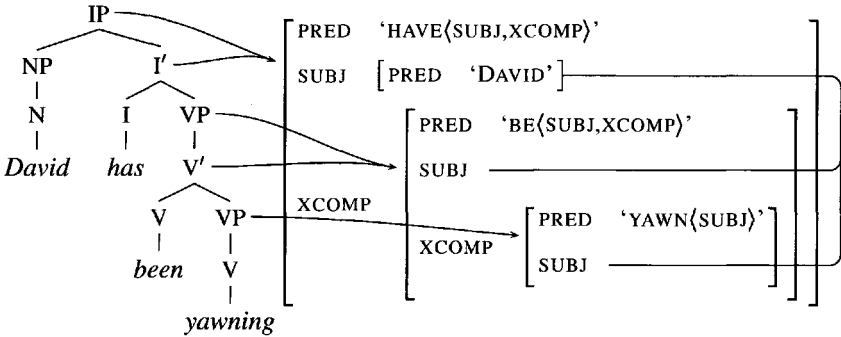 IP PRED ‘HAVE⟨SUBJ,XCOMP⟩’
NP I′ SUBJ [PRED ‘DAVID’]
N I VP PRED ‘BE⟨SUBJ,XCOMP⟩’
David has V′ SUBJ
XCOMP
V VP PRED ‘YAWN⟨SUBJ⟩’
XCOMP
been V SUBJ
yawning